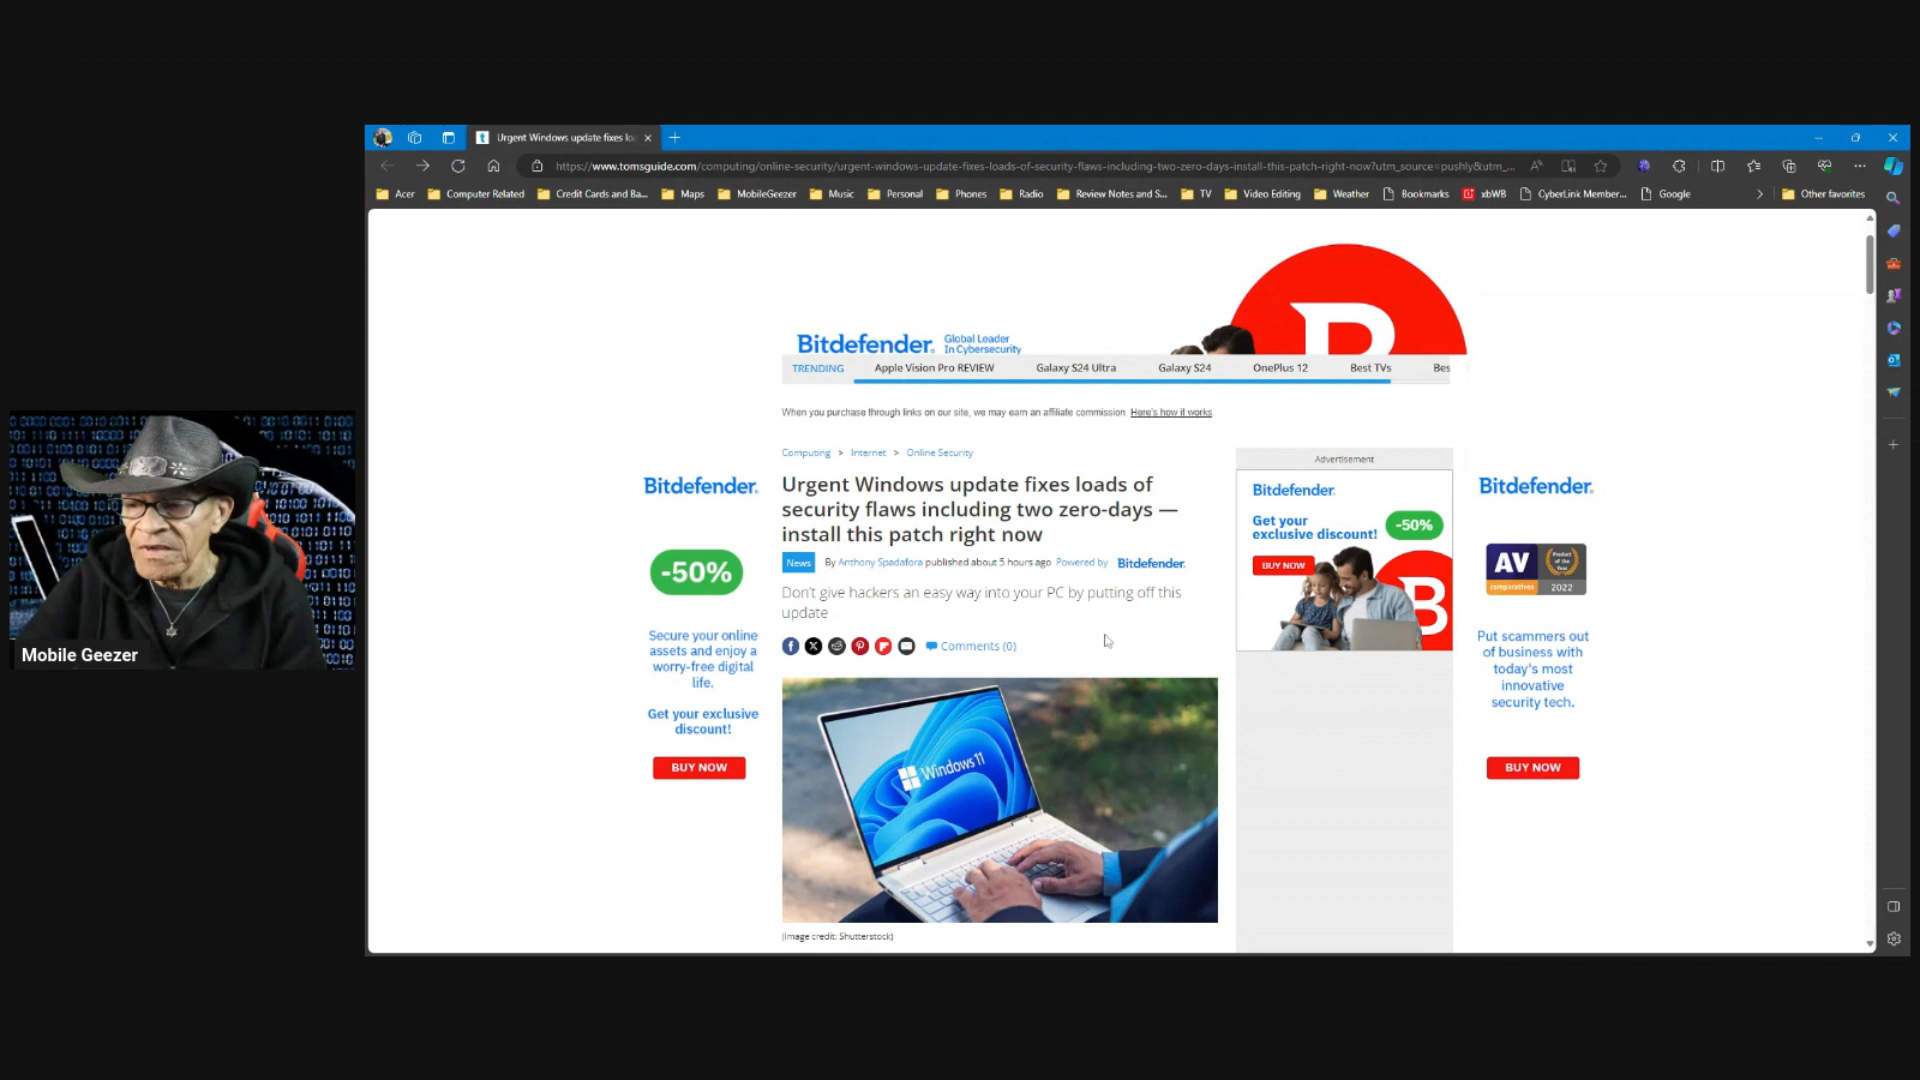 Urgent Windows update fixes lo
https://www.tomsguide.com/computing/online-security/urgent-windows-update-fixes-loads-of-security-flaws-including-two-zero-days-install-this-patch-right-now?utm_source=pushly&utm_...
Acer Computer Related Credit Cards and Ba... Maps MobileGeezer Music Personal Phones Radio Review Notes and S... TV Video Editing Weather Bookmarks xbWB CyberLink Member... Google Other favorites
Bitdefender. Global Leader
In Cybersecurity
TRENDING Apple Vision Pro REVIEW Galaxy S24 Ultra Galaxy S24 OnePlus 12 Best TVs Bes
When you purchase through links on our site, we may earn an affiliate commission. Here's how it works.
Computing > Internet > Online Security
Urgent Windows update fixes loads of
security flaws including two zero-days —
install this patch right now
News By Anthony Spadafora published about 5 hours ago Powered by Bitdefender.
Don't give hackers an easy way into your PC by putting off this
update
Comments (0)
Windows 11
(Image credit: Shutterstock)
Bitdefender.
-50%
Secure your online
assets and enjoy a
worry-free digital
life.
Get your exclusive
discount!
BUY NOW
Advertisement
Bitdefender.
Get your
exclusive discount!
-50%
BUY NOW
B
Bitdefender.
AV
comparatives
Product
of the
Year
2022
Put scammers out
of business with
today's most
innovative
security tech.
BUY NOW
Mobile Geezer